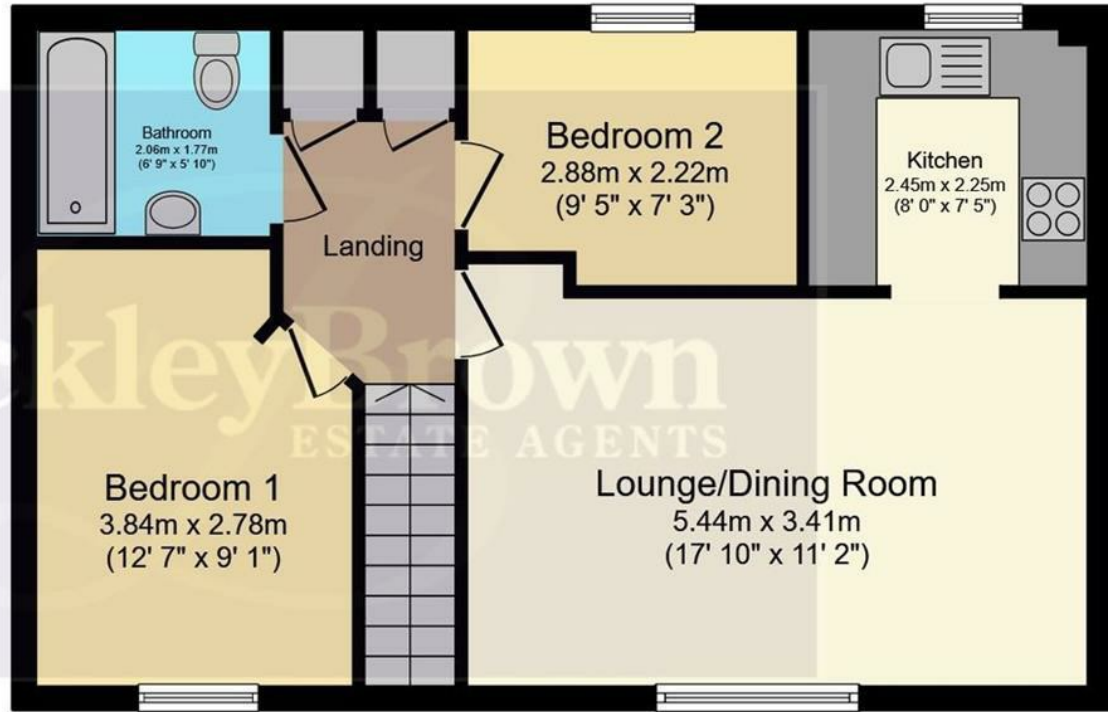 Bathroom
2.06m x 1.77m
(6' 9" x 5' 10")
Bedroom 2
2.88m x 2.22m
(9' 5" x 7' 3")
Kitchen
2.45m x 2.25m
(8' 0" x 7' 5")
Landing
ckleyBrown
ESTATE AGENTS
Bedroom 1
3.84m x 2.78m
(12' 7" x 9' 1")
Lounge/Dining Room
5.44m x 3.41m
(17' 10" x 11' 2")